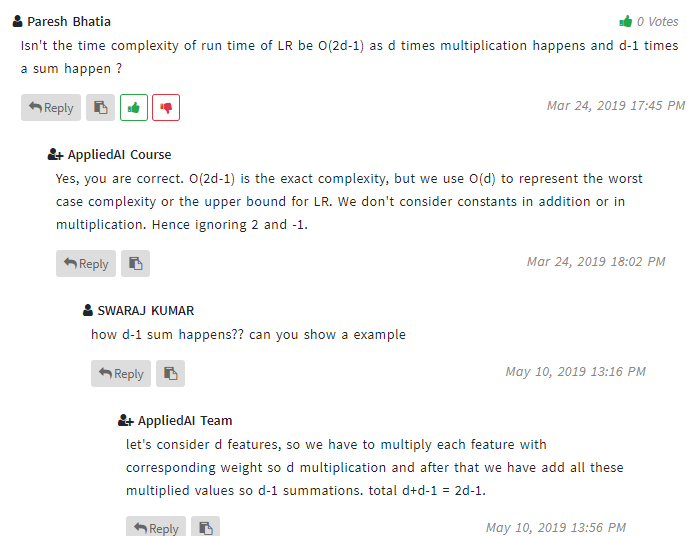 Paresh Bhatia 0 Votes
Isn't the time complexity of run time of LR be O(2d-1) as d times multiplication happens and d-1 times
a sum happen ?
Reply Mar 24, 2019 17:45 PM
AppliedAI Course
Yes, you are correct. O(2d-1) is the exact complexity, but we use O(d) to represent the worst
case complexity or the upper bound for LR. We don't consider constants in addition or in
multiplication. Hence ignoring 2 and -1.
Reply Mar 24, 2019 18:02 PM
SWARAJ KUMAR
how d-1 sum happens?? can you show a example
Reply May 10, 2019 13:16 PM
AppliedAI Team
let's consider d features, so we have to multiply each feature with
corresponding weight so d multiplication and after that we have add all these
multiplied values so d-1 summations. total d+d-1 = 2d-1.
Reply May 10, 2019 13:56 PM